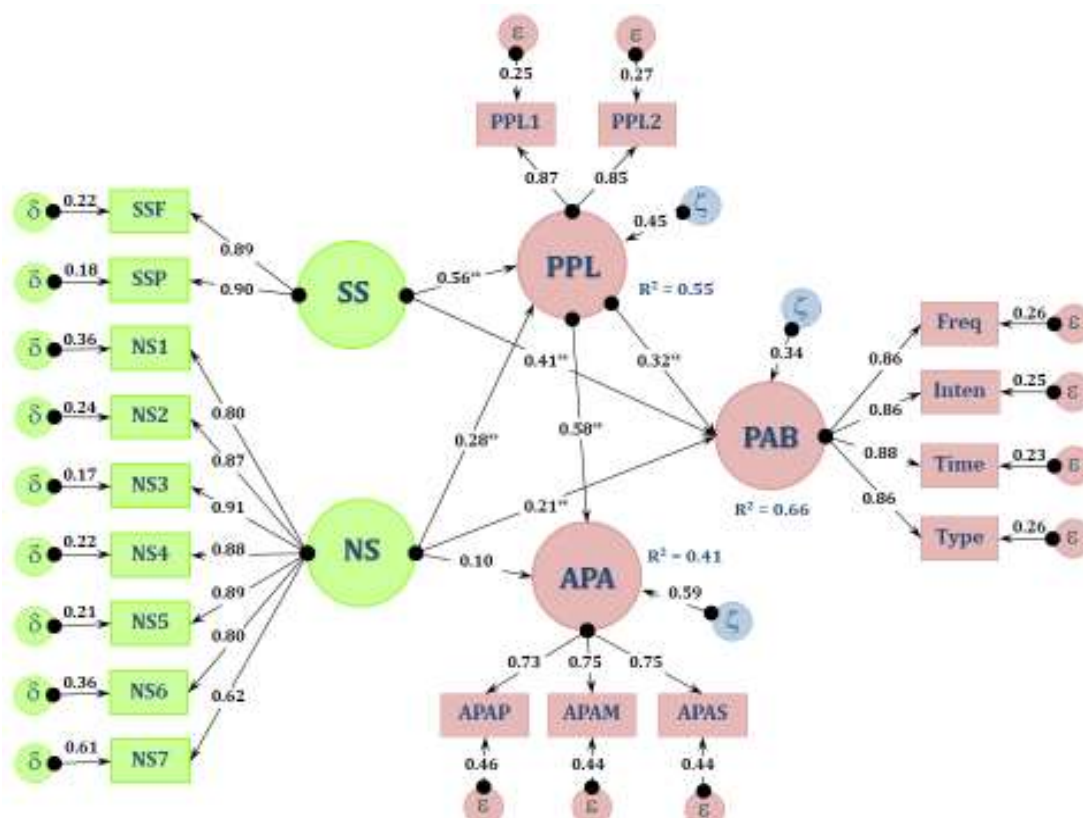 ε
ε
0.25
0.27
PPL1
PPL2
0.87
0.85
δ
0.22
SSF
0.89
ζ
0.45
PPL
R² = 0.55
δ
0.18
SSP
0.90
SS
0.56"
0.41"
0.32"
ζ
0.34
PAB
R² = 0.66
δ
0.36
NS1
0.80
δ
0.24
NS2
0.87
δ
0.17
NS3
0.91
δ
0.22
NS4
0.88
δ
0.21
NS5
0.89
δ
0.36
NS6
0.80
δ
0.61
NS7
0.62
NS
0.28"
0.58"
0.21"
0.10
APA
R² = 0.41
0.59
ζ
0.86
Freq
0.26
ε
0.86
Inten
0.25
ε
0.88
Time
0.23
ε
0.86
Type
0.26
ε
0.73
0.75
0.75
APAP
APAM
APAS
0.46
0.44
0.44
ε
ε
ε